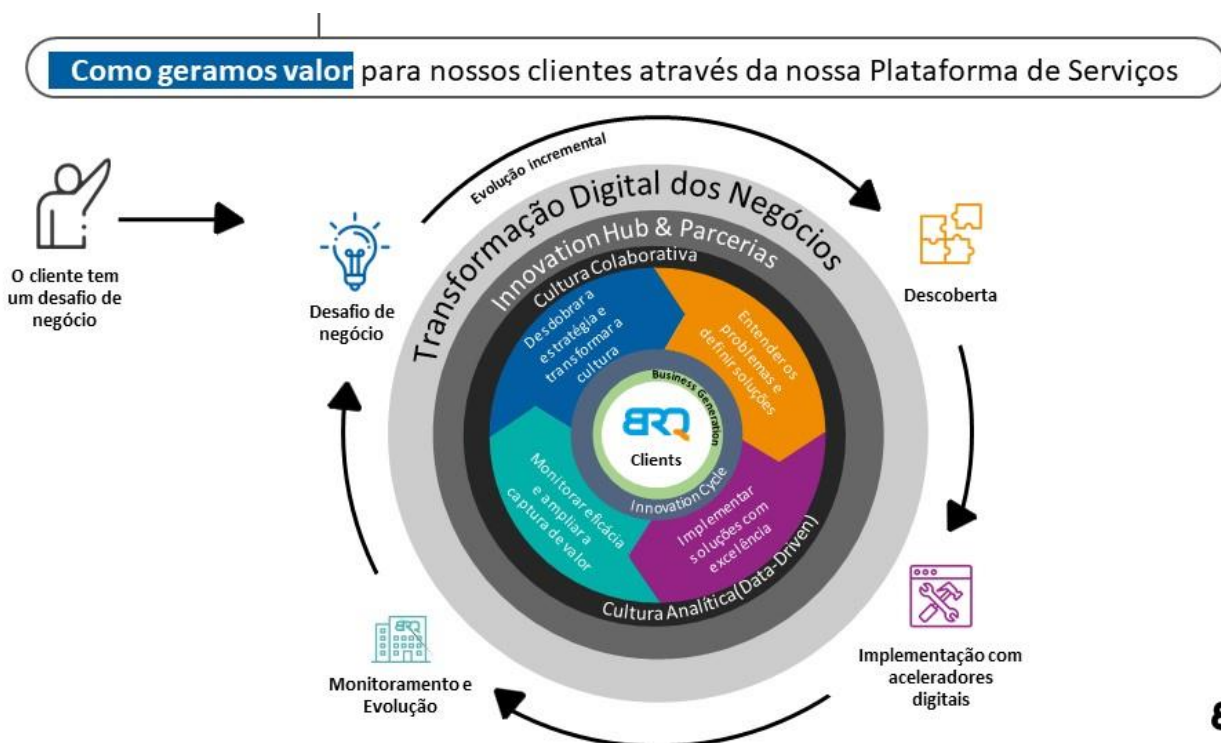 Como geramos valor para nossos clientes através da nossa Plataforma de Serviços
O cliente tem
um desafio de
negócio
Desafio de
negócio
Evolução incremental
Descoberta
Implementação com
aceleradores
digitais
Monitoramento e
Evolução
BRQ
Transformação Digital dos Negócios
Innovation Hub & Parcerias
Cultura Colaborativa
Desdobrar a
estratégia e
transformar a
cultura
Entender os
problemas e
definir soluções
Implementar
soluções com
excelência
Monitorar eficácia
e ampliar a
captura de valor
Cultura Analítica(Data-Driven)
Business Generation
Innovation Cycle
BRQ
Clients